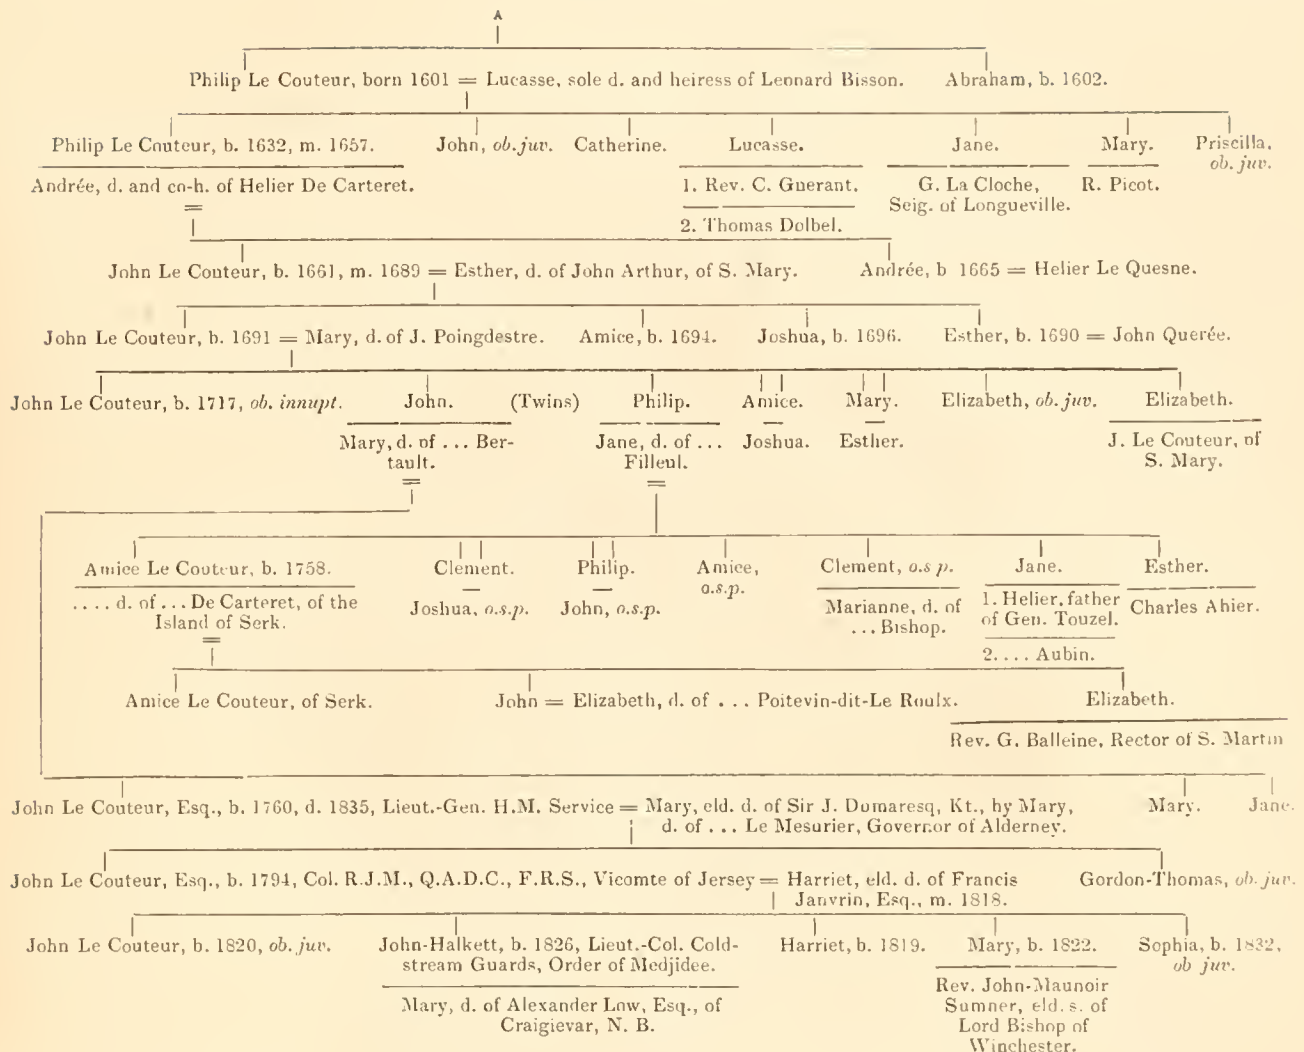 A
Philip Le Couteur, born 1601 = Lucasse, sole d. and heiress of Lennard Bisson. Abraham, b. 1602.
Philip Le Couteur, b. 1632, m. 1657. John, ob. juv. Catherine. Lucasse. Jane. Mary. Priscilla,
ob. juv.
Andrée, d. and co-h. of Helier De Carteret. 1. Rev. C. Guerant. G. La Cloche, R. Picot.
Seig. of Longueville.
=
2. Thomas Dolbel.
John Le Couteur, b. 1661, m. 1689 = Esther, d. of John Arthur, of S. Mary. Andrée, b 1665 = Helier Le Quesne.
John Le Couteur, b. 1691 = Mary, d. of J. Poingdestre. Amice, b. 1694. Joshua, b. 1696. Esther, b. 1690 = John Querée.
John Le Couteur, b. 1717, ob. innupt. John. (Twins) Philip. Amice. Mary. Elizabeth, ob. juv. Elizabeth.
Mary, d. of ... Ber- Jane, d. of ... Joshua. Esther. J. Le Couteur, of
tault. Filleul. S. Mary.
= =
Amice Le Couteur, b. 1758. Clement. Philip. Amice, Clement, o.s p. Jane. Esther.
o.s.p.
.... d. of ... De Carteret, of the Joshua, o.s.p. John, o.s.p. Marianne, d. of 1. Helier, father Charles Ahier.
Island of Serk. ... Bishop. of Gen. Touzel.
=
2. ... Aubin.
Amice Le Couteur, of Serk. John = Elizabeth, d. of ... Poitevin-dit-Le Roulx. Elizabeth.
Rev. G. Balleine, Rector of S. Martin
John Le Couteur, Esq., b. 1760, d. 1835, Lieut.-Gen. H.M. Service = Mary, eld. d. of Sir J. Dumaresq, Kt., by Mary, Mary. Jane.
d. of ... Le Mesurier, Governor of Alderney.
John Le Couteur, Esq., b. 1794, Col. R.J.M., Q.A.D.C., F.R.S., Vicomte of Jersey = Harriet, eld. d. of Francis Gordon-Thomas, ob. juv.
Janvrin, Esq., m. 1818.
John Le Couteur, b. 1820, ob. juv. John-Halkett, b. 1826, Lieut.-Col. Cold- Harriet, b. 1819. Mary, b. 1822. Sophia, b. 1832,
stream Guards, Order of Medjidee. ob juv.
Mary, d. of Alexander Low, Esq., of Rev. John-Maunoir
Craigievar, N. B. Sumner, eld. s. of
Lord Bishop of
Winchester.